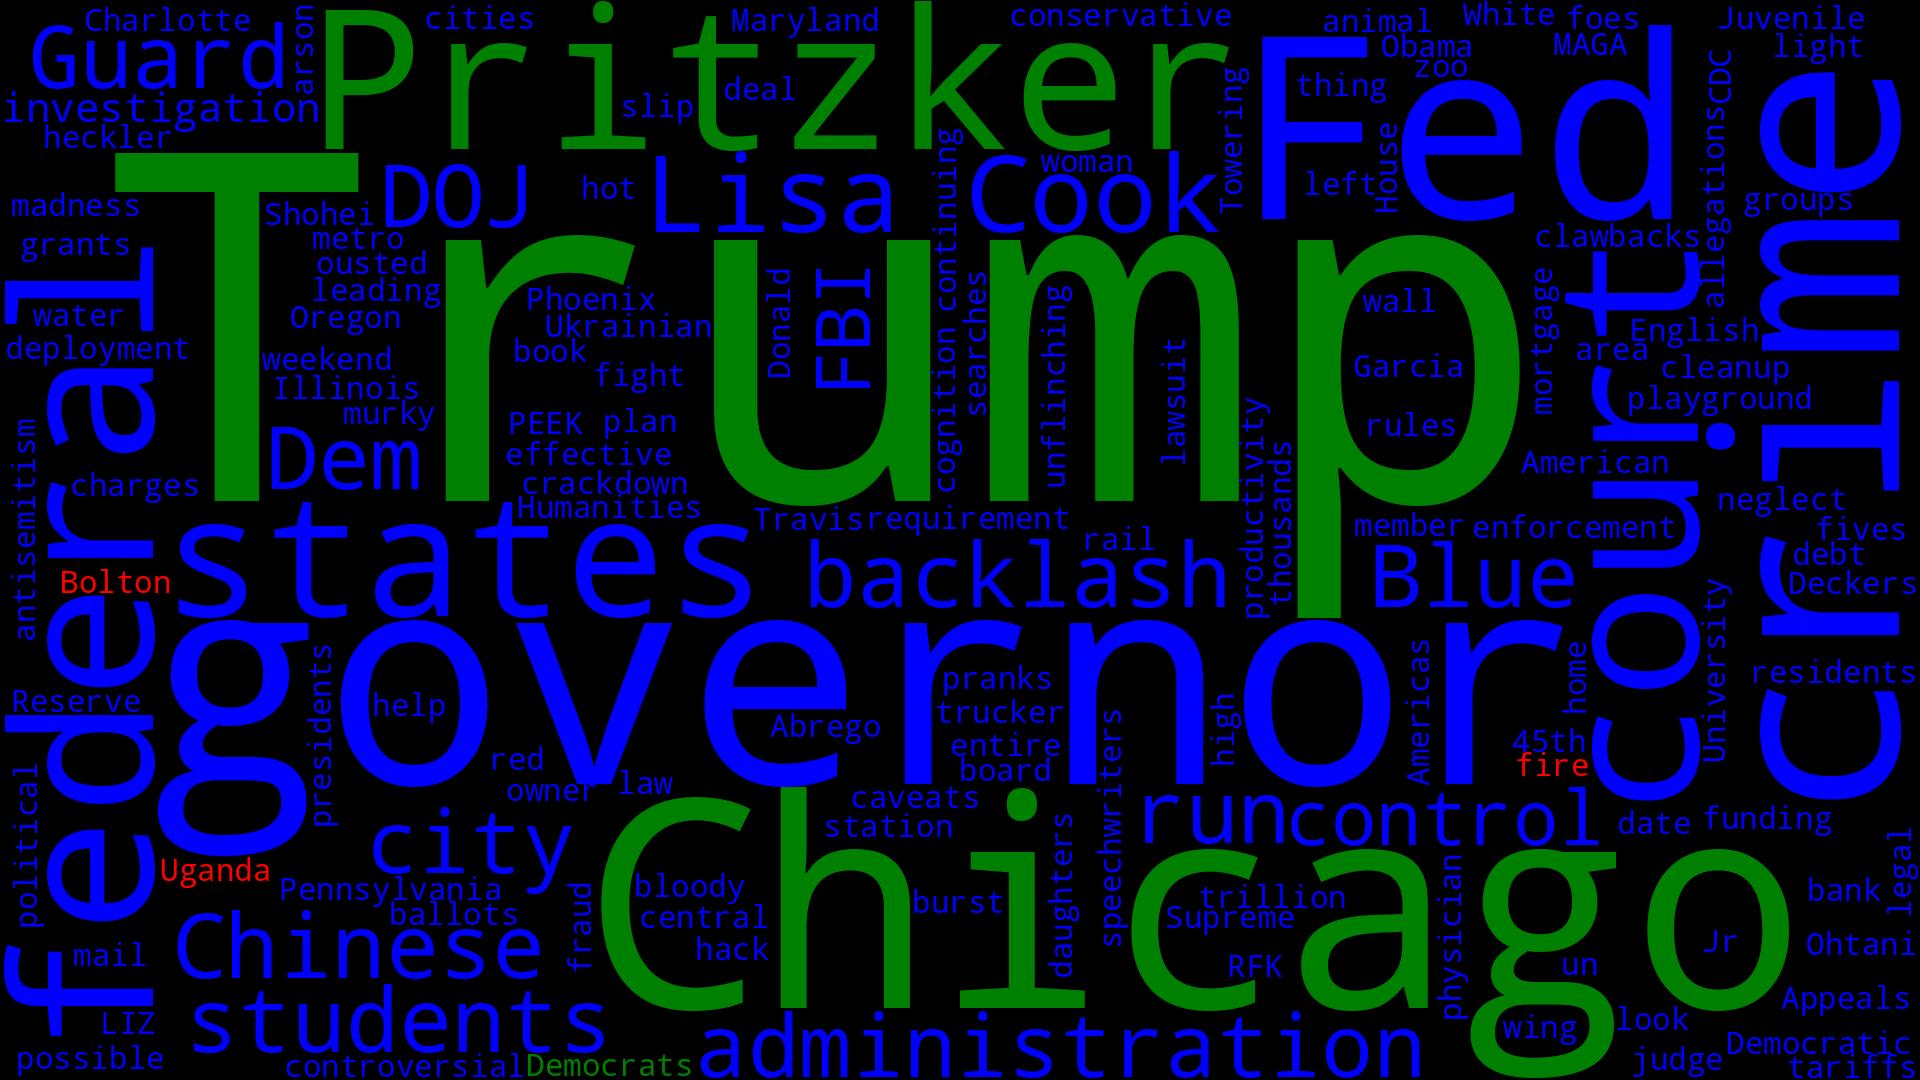 Charlotte
cities
Maryland
conservative
animal
White
foes
Juvenile
Guard
arson
Pritzker
Fed
Obama
MAGA
light
investigation
slip
deal
Towering
thing
zoo
CDC
crime
heckler
DOJ
hot
Lisa
continuing
woman
Cook
left
House
allegations
groups
madness
Shohei
grants
metro
ousted
leading
Oregon
Trump
clawbacks
federal
water
deployment
weekend
Illinois
murky
Phoenix
Ukrainian
book
fight
Donald
FBI
cognition
searches
unflinching
lawsuit
wall
Garcia
rules
mortgage
court
area
English
cleanup
playground
antisemitism
charges
Dem
PEEK
plan
effective
crackdown
Humanities
productivity
thousands
American
neglect
states
Travis
requirement
rail
member
enforcement
fives
debt
Deckers
Bolton
backlash
Blue
University
governor
Reserve
presidents
help
Abrego
pranks
trucker
entire
board
speechwriters
high
Americas
home
45th
fire
residents
red
owner
law
political
Uganda
city
caveats
station
daughters
run
control
date
funding
legal
Pennsylvania
ballots
fraud
Chicago
bloody
central
hack
burst
trillion
Supreme
RFK
physician
un
Jr
bank
Ohtani
mail
Chinese
students
LIZ
possible
controversial
Democrats
administration
wing
look
Appeals
judge
Democratic
tariffs